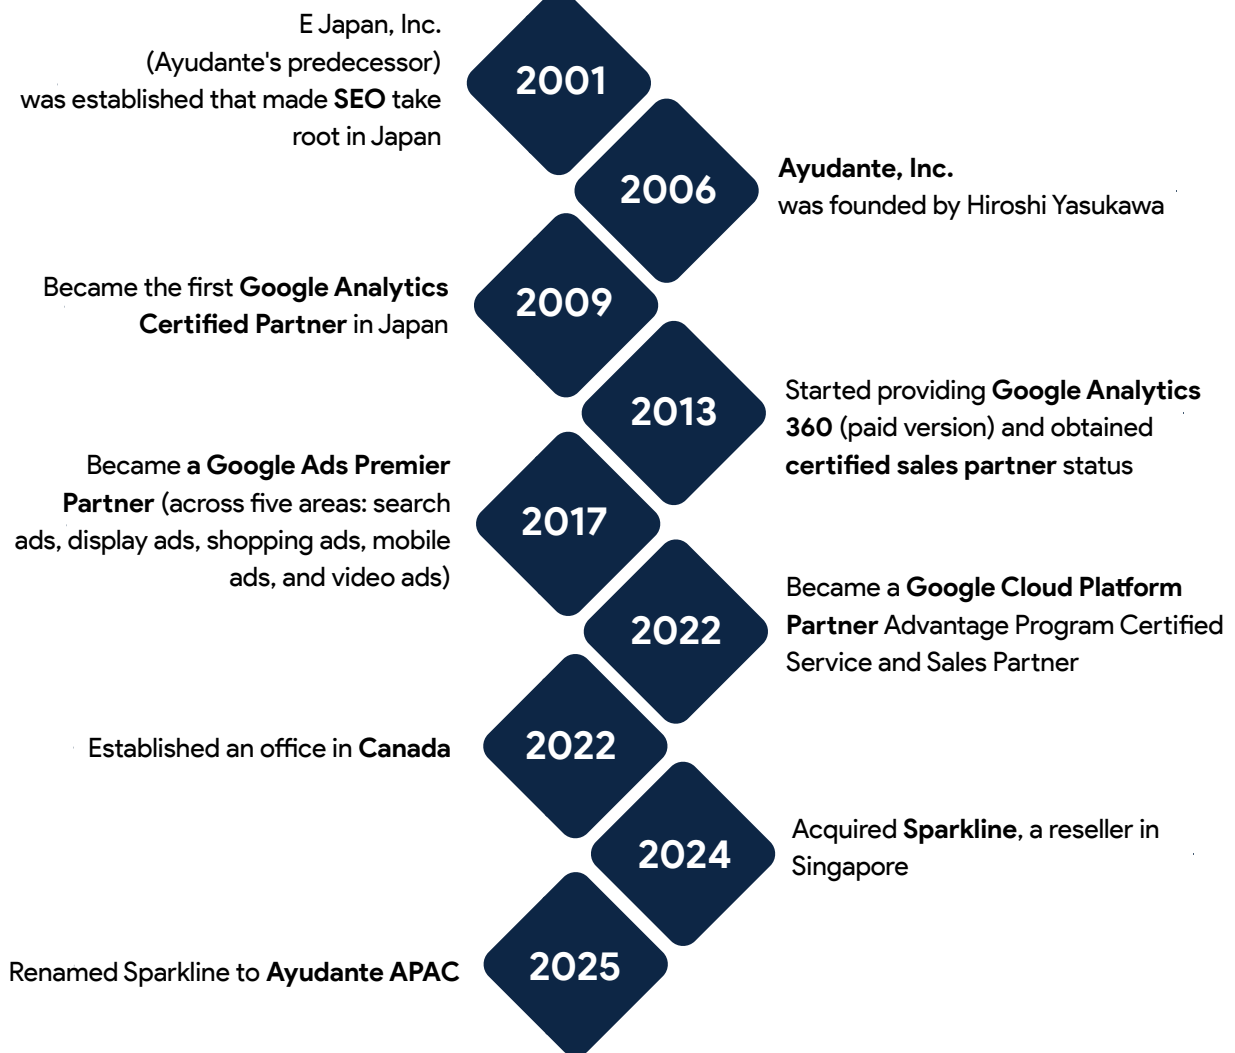 E Japan, Inc.
(Ayudante's predecessor)
was established that made SEO take
root in Japan
2001
2006
Ayudante, Inc.
was founded by Hiroshi Yasukawa
Became the first Google Analytics
Certified Partner in Japan
2009
2013
Started providing Google Analytics
360 (paid version) and obtained
certified sales partner status
Became a Google Ads Premier
Partner (across five areas: search
ads, display ads, shopping ads, mobile
ads, and video ads)
2017
2022
Became a Google Cloud Platform
Partner Advantage Program Certified
Service and Sales Partner
Established an office in Canada
2022
2024
Acquired Sparkline, a reseller in
Singapore
Renamed Sparkline to Ayudante APAC
2025